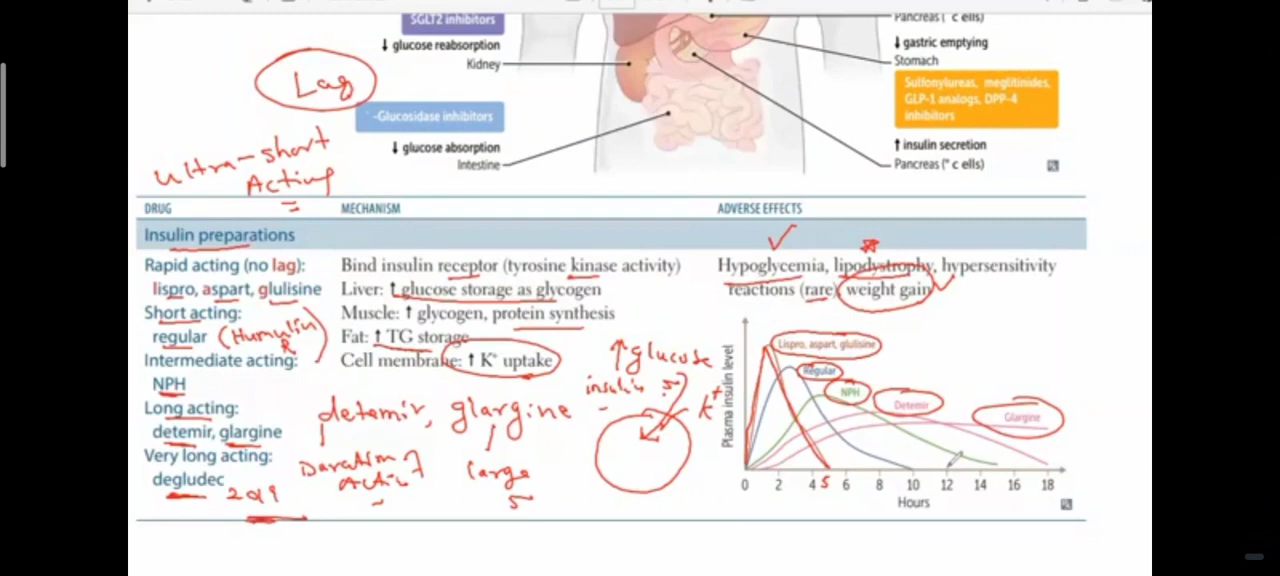 SGLT2 inhibitors
↓ glucose reabsorption
Kidney
Lag
-Glucosidase inhibitors
↓ glucose absorption
Intestine
Pancreas ( c ells)
↓ gastric emptying
Stomach
Sulfonylureas, meglitinides,
GLP-1 analogs, DPP-4
inhibitors
↑ insulin secretion
Pancreas (" c ells)
Ultra-short
Acting
DRUG MECHANISM ADVERSE EFFECTS
Insulin preparations
Rapid acting (no lag): Bind insulin receptor (tyrosine kinase activity) Hypoglycemia, lipodystrophy, hypersensitivity
lispro, aspart, glulisine Liver: ↑ glucose storage as glycogen reactions (rare), weight gain
Short acting: Muscle: ↑ glycogen, protein synthesis
regular (Humulin R) Fat: ↑ TG storage
Intermediate acting: Cell membrane: ↑ K+ uptake
NPH
Long acting:
detemir, glargine
Very long acting:
degludec
2019
detemir, glargine
Duration of
Action
Large
↑ glucose
insulin
K+
Lispro, aspart, glulisine
Regular
NPH
Detemir
Glargine
Plasma insulin level
0 2 4 5 6 8 10 12 14 16 18
Hours